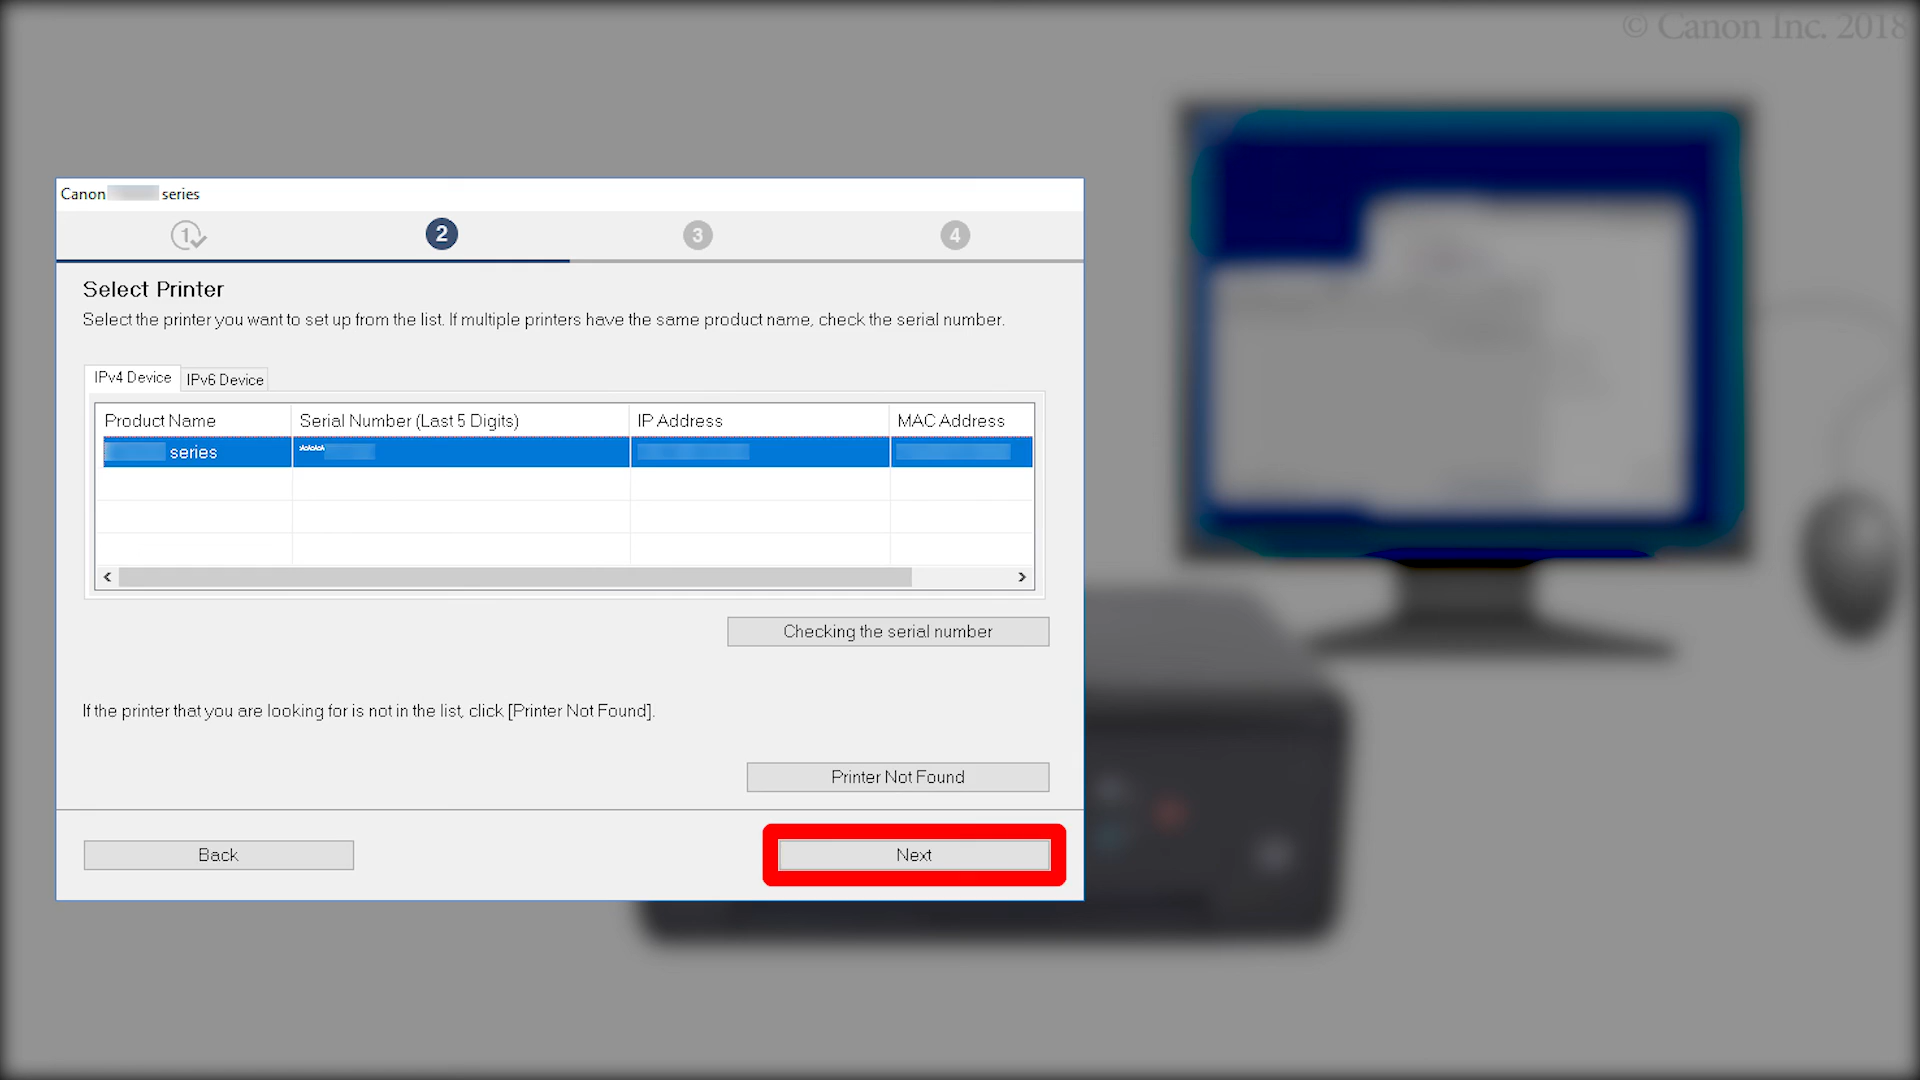 © Canon Inc. 2018
Canon series
1 2 3 4
Select Printer
Select the printer you want to set up from the list. If multiple printers have the same product name, check the serial number.
IPv4 Device IPv6 Device
Product Name Serial Number (Last 5 Digits) IP Address MAC Address
series ****
Checking the serial number
If the printer that you are looking for is not in the list, click [Printer Not Found].
Printer Not Found
Back Next